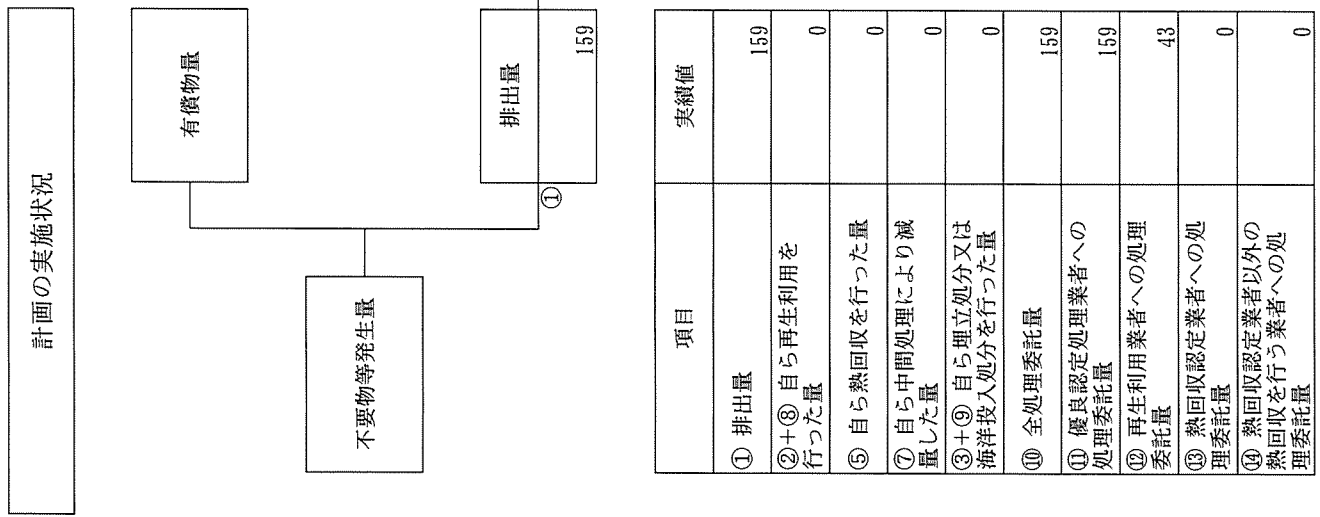 計画の実施状況
有償物量
不要物等発生量
排出量
①
159
項目
実績値
① 排出量
159
②+⑧ 自ら再生利用を
行った量
0
⑤ 自ら熱回収を行った量
0
⑦ 自ら中間処理により減
量した量
0
③+⑨ 自ら埋立処分又は
海洋投入処分を行った量
0
⑩ 全処理委託量
159
⑪ 優良認定処理業者への
処理委託量
159
⑫ 再生利用業者への処理
委託量
43
⑬ 熱回収認定業者への処
理委託量
0
⑭ 熱回収認定業者以外の
熱回収を行う業者への処
理委託量
0